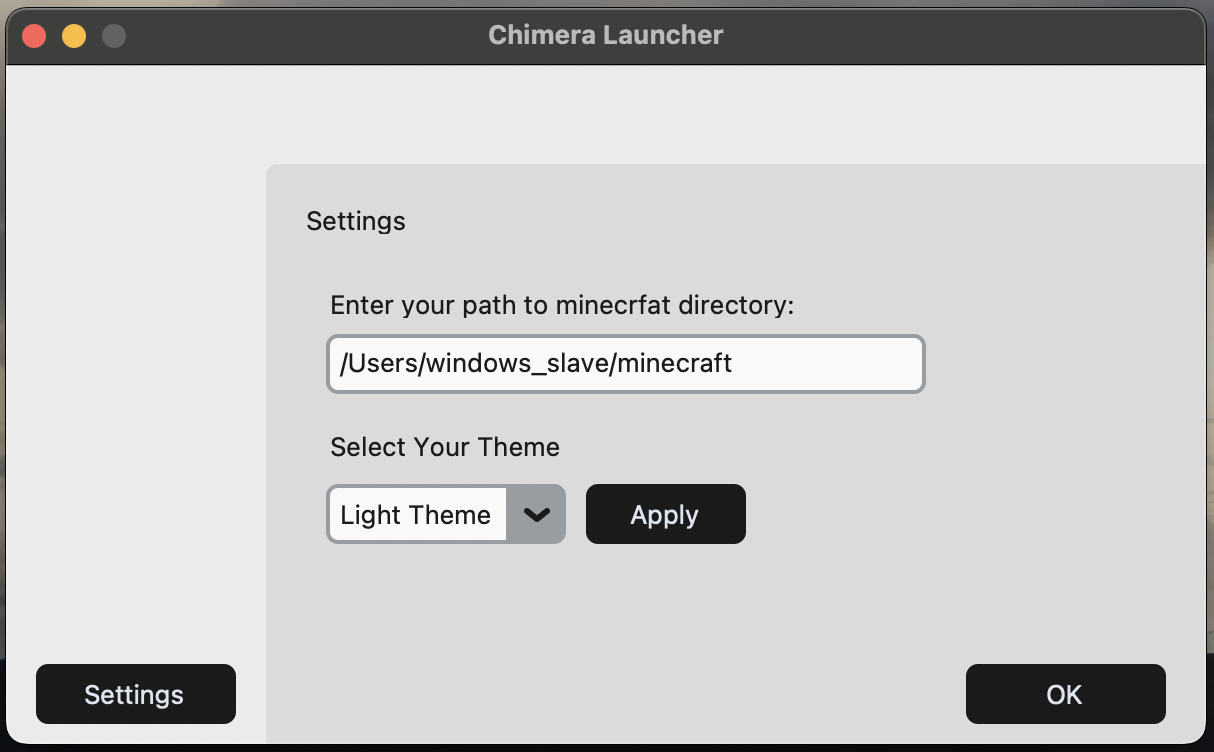 Chimera Launcher
Settings
Enter your path to minecrfat directory:
/Users/windows_slave/minecraft
Select Your Theme
Light Theme
Apply
Settings
OK